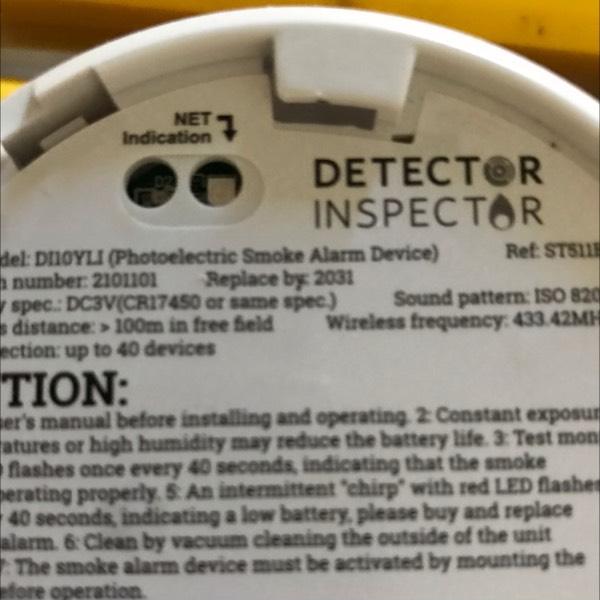 NET
Indication
DETECTOR
INSPECTOR
del: DI10YLI (Photoelectric Smoke Alarm Device) Ref: ST511B
n number: 2101101 Replace by: 2031
y spec.: DC3V(CR17450 or same spec.) Sound pattern: ISO 820
s distance: > 100m in free field Wireless frequency: 433.42MH
ection: up to 40 devices
TION:
er's manual before installing and operating. 2: Constant exposur
ratures or high humidity may reduce the battery life. 3: Test mon
flashes once every 40 seconds, indicating that the smoke
perating properly. 5: An intermittent "chirp" with red LED flashes
40 seconds, indicating a low battery, please buy and replace
alarm. 6: Clean by vacuum cleaning the outside of the unit
7: The smoke alarm device must be activated by mounting the
efore operation.